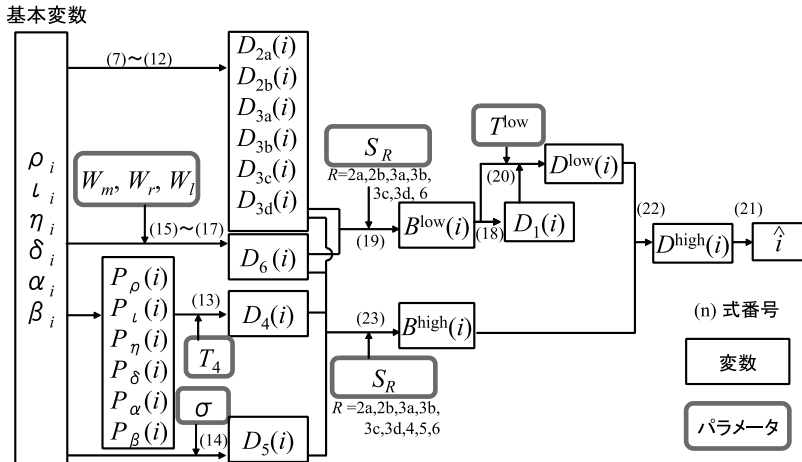 基本変数
ρi
ιi
ηi
δi
αi
βi
(7)～(12)
D2a(i)
D2b(i)
D3a(i)
D3b(i)
D3c(i)
D3d(i)
Wm, Wr, Wl
(15)～(17)
D6(i)
Pρ(i)
Pι(i)
Pη(i)
Pδ(i)
Pα(i)
Pβ(i)
(13)
T4
D4(i)
σ
(14)
D5(i)
SR
R=2a,2b,3a,3b,
3c,3d, 6
(19)
Blow(i)
(18)
D1(i)
Tlow
(20)
Dlow(i)
(23)
SR
R =2a,2b,3a,3b,
3c,3d,4,5,6
Bhigh(i)
(22)
Dhigh(i)
(21)
î
(n) 式番号
変数
パラメータ